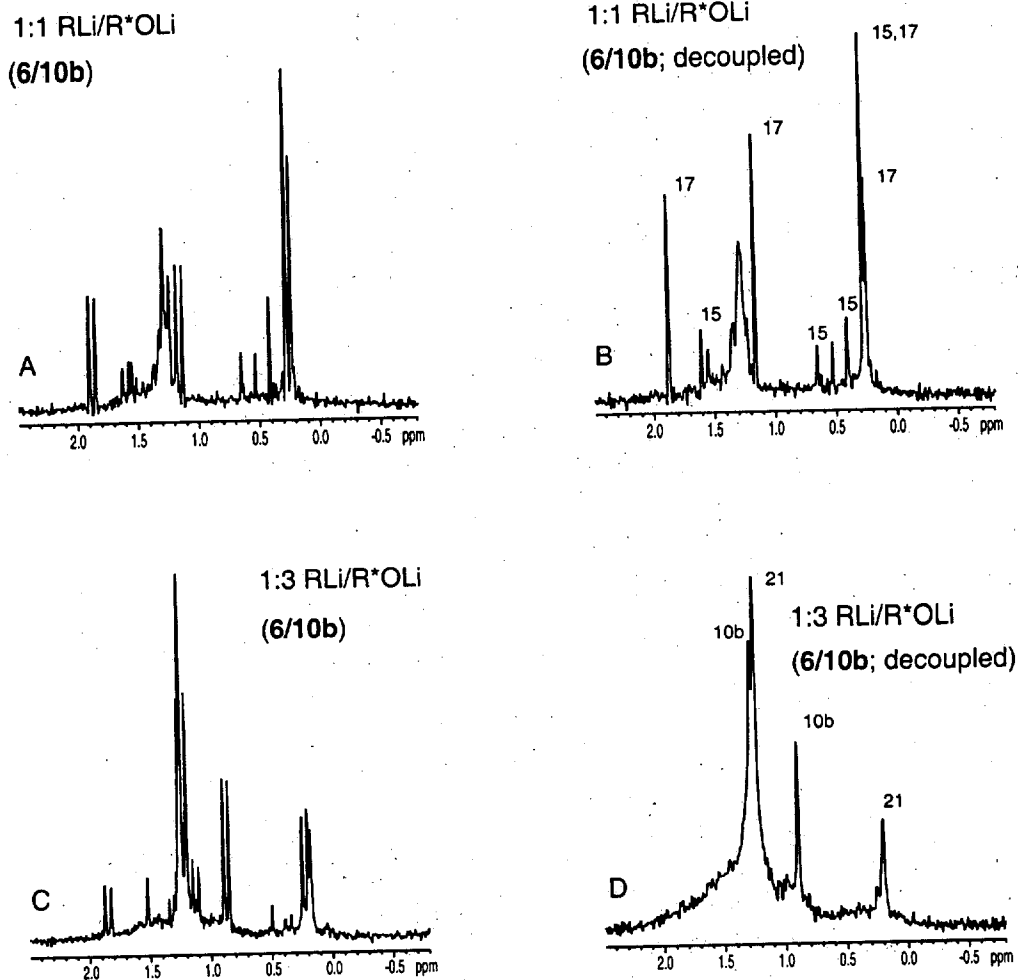 1:1 RLi/R*OLi
(6/10b)
A
2.0 1.5 1.0 0.5 0.0 -0.5 ppm
1:1 RLi/R*OLi
(6/10b; decoupled)
15,17
17
17
17
15
15
15
B
2.0 1.5 1.0 0.5 0.0 -0.5 ppm
1:3 RLi/R*OLi
(6/10b)
C
2.0 1.5 1.0 0.5 0.0 -0.5 ppm
21
1:3 RLi/R*OLi
10b
(6/10b; decoupled)
10b
21
D
2.0 1.5 1.0 0.5 0.0 -0.5 ppm